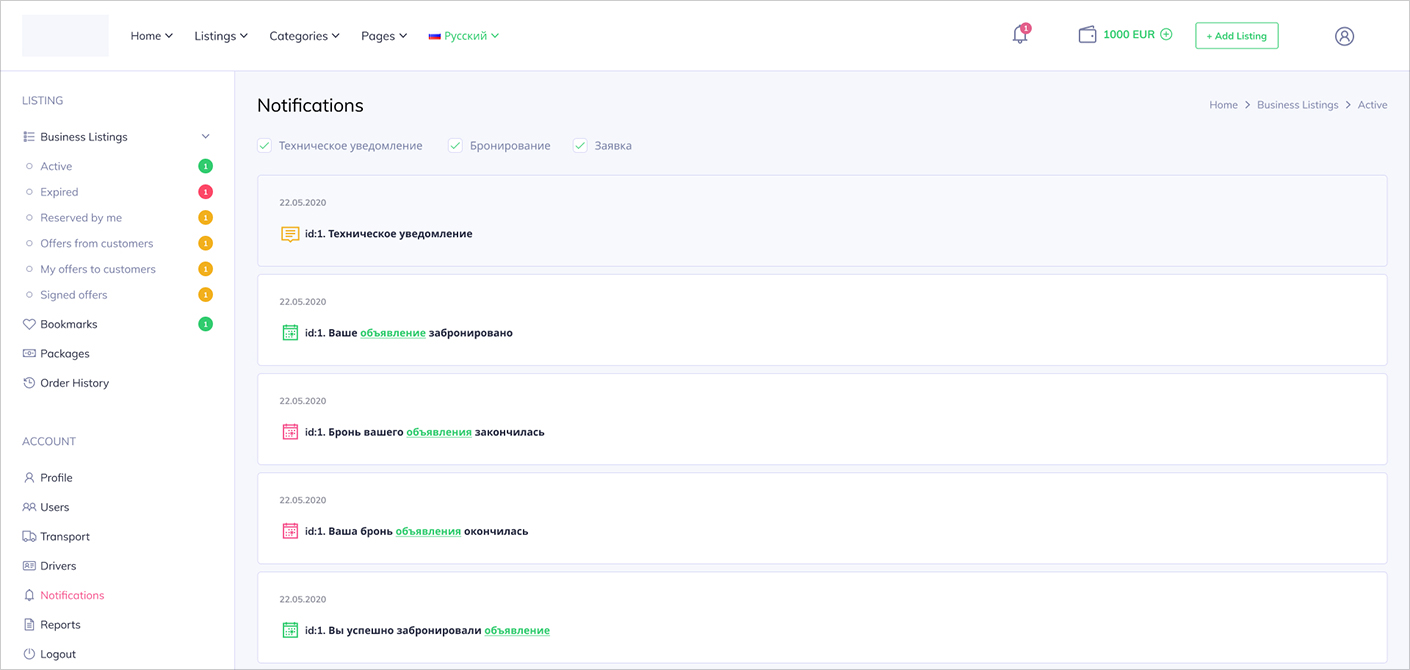 Home Listings Categories Pages Русский 1 1000 EUR + Add Listing
LISTING
Business Listings
Active 1
Expired 1
Reserved by me 1
Offers from customers 1
My offers to customers 1
Signed offers 1
Bookmarks 1
Packages
Order History
ACCOUNT
Profile
Users
Transport
Drivers
Notifications
Reports
Logout
Notifications
Home > Business Listings > Active
Техническое уведомление Бронирование Заявка
22.05.2020
id:1. Техническое уведомление
22.05.2020
id:1. Ваше объявление забронировано
22.05.2020
id:1. Бронь вашего объявления закончилась
22.05.2020
id:1. Ваша бронь объявления окончилась
22.05.2020
id:1. Вы успешно забронировали объявление